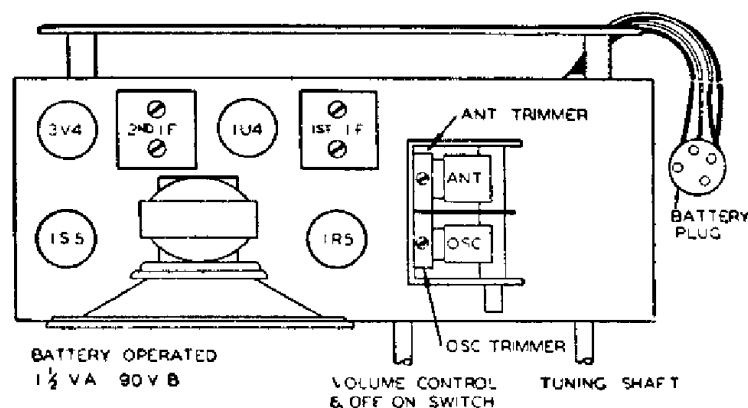 ANT TRIMMER
3V4
2ND IF
1U4
1ST IF
ANT
BATTERY
PLUG
1S5
1R5
OSC
OSC TRIMMER
BATTERY OPERATED
1½ V A 90 V B
VOLUME CONTROL
& OFF ON SWITCH
TUNING SHAFT